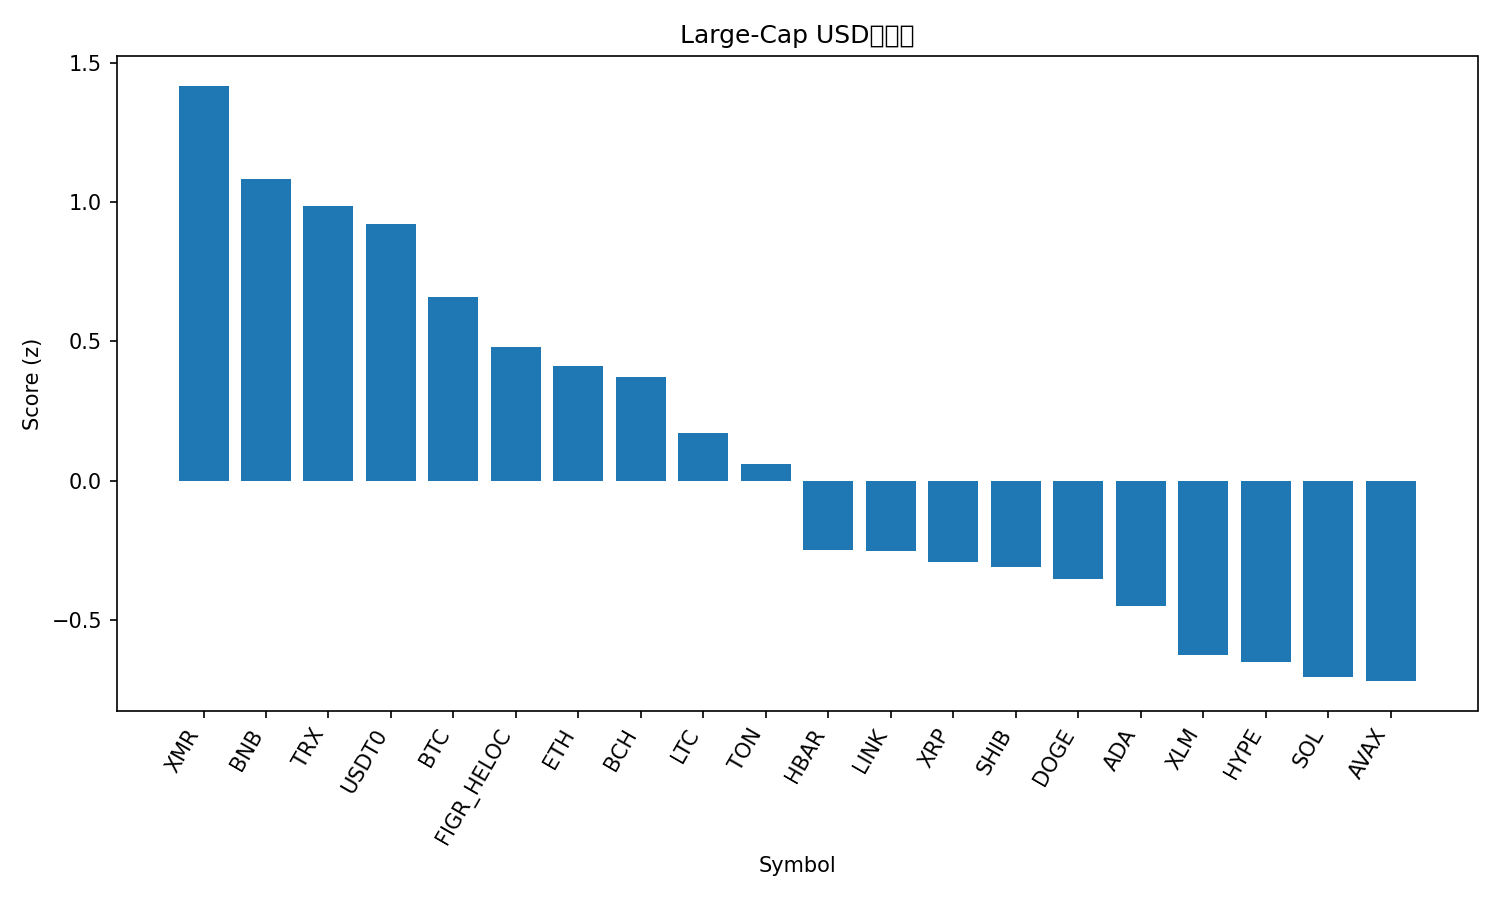 Large-Cap USD
Score (z)
1.5
1.0
0.5
0.0
−0.5
XMR
BNB
TRX
USDT0
BTC
FIGR_HELOC
ETH
BCH
LTC
TON
HBAR
LINK
XRP
SHIB
DOGE
ADA
XLM
HYPE
SOL
AVAX
Symbol